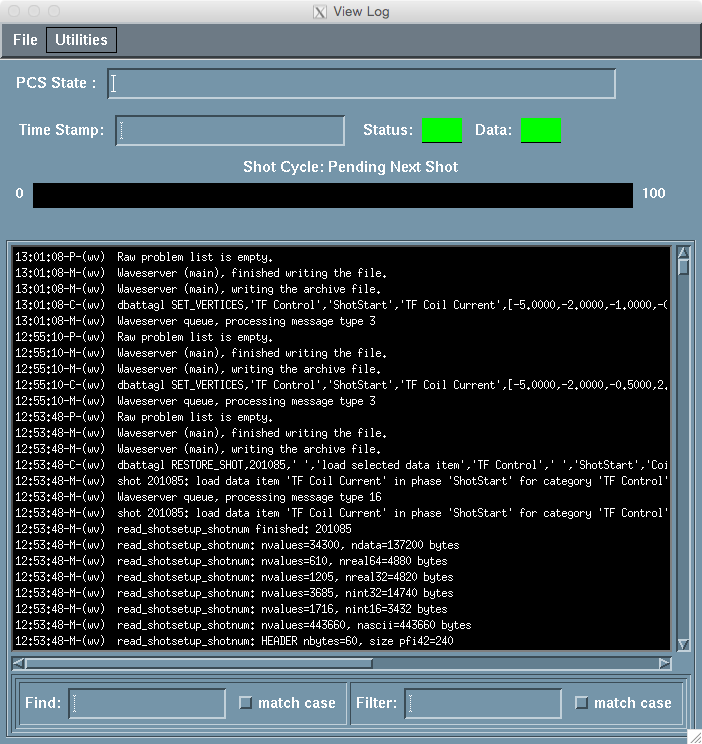 View Log
File Utilities
PCS State :
Time Stamp: Status: Data:
Shot Cycle: Pending Next Shot
0 100
13:01:08-P-(wv) Raw problem list is empty.
13:01:08-M-(wv) Waveserver (main), finished writing the file.
13:01:08-M-(wv) Waveserver (main), writing the archive file.
13:01:08-C-(wv) dbattagl SET_VERTICES,'TF Control','ShotStart','TF Coil Current',[-5.0000,-2.0000,-1.0000,-0
13:01:08-M-(wv) Waveserver queue, processing message type 3
12:55:10-P-(wv) Raw problem list is empty.
12:55:10-M-(wv) Waveserver (main), finished writing the file.
12:55:10-M-(wv) Waveserver (main), writing the archive file.
12:55:10-C-(wv) dbattagl SET_VERTICES,'TF Control','ShotStart','TF Coil Current',[-5.0000,-2.0000,-0.5000,2.
12:55:10-M-(wv) Waveserver queue, processing message type 3
12:53:48-P-(wv) Raw problem list is empty.
12:53:48-M-(wv) Waveserver (main), finished writing the file.
12:53:48-M-(wv) Waveserver (main), writing the archive file.
12:53:48-C-(wv) dbattagl RESTORE_SHOT,201085,' ','load selected data item','TF Control',' ','ShotStart','Coi
12:53:48-M-(wv) shot 201085: load data item 'TF Coil Current' in phase 'ShotStart' for category 'TF Control'
12:53:48-M-(wv) Waveserver queue, processing message type 16
12:53:48-M-(wv) shot 201085: load data item 'TF Coil Current' in phase 'ShotStart' for category 'TF Control'
12:53:48-M-(wv) read_shotsetup_shotnum finished: 201085
12:53:48-M-(wv) read_shotsetup_shotnum: nvalues=34300, ndata=137200 bytes
12:53:48-M-(wv) read_shotsetup_shotnum: nvalues=610, nreal64=4880 bytes
12:53:48-M-(wv) read_shotsetup_shotnum: nvalues=1205, nreal32=4820 bytes
12:53:48-M-(wv) read_shotsetup_shotnum: nvalues=3685, nint32=14740 bytes
12:53:48-M-(wv) read_shotsetup_shotnum: nvalues=1716, nint16=3432 bytes
12:53:48-M-(wv) read_shotsetup_shotnum: nvalues=443660, nascii=443660 bytes
12:53:48-M-(wv) read_shotsetup_shotnum: HEADER nbytes=60, size pfi42=240
Find: match case Filter: match case